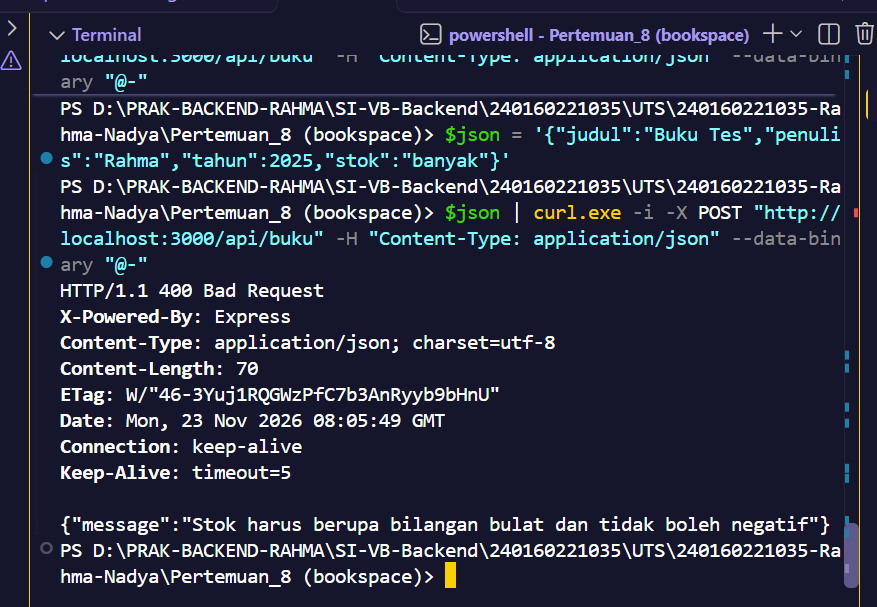 Terminal
powershell - Pertemuan_8 (bookspace)
localhost:3000/api/buku" -H "Content-Type: application/json" --data-bin
ary "@-"
PS D:\PRAK-BACKEND-RAHMA\SI-VB-Backend\240160221035\UTS\240160221035-Ra
hma-Nadya\Pertemuan_8 (bookspace)> $json = '{"judul":"Buku Tes","penuli
s":"Rahma","tahun":2025,"stok":"banyak"}'
PS D:\PRAK-BACKEND-RAHMA\SI-VB-Backend\240160221035\UTS\240160221035-Ra
hma-Nadya\Pertemuan_8 (bookspace)> $json | curl.exe -i -X POST "http://
localhost:3000/api/buku" -H "Content-Type: application/json" --data-bin
ary "@-"
HTTP/1.1 400 Bad Request
X-Powered-By: Express
Content-Type: application/json; charset=utf-8
Content-Length: 70
ETag: W/"46-3Yuj1RQGWzPfC7b3AnRyyb9bHnU"
Date: Mon, 23 Nov 2026 08:05:49 GMT
Connection: keep-alive
Keep-Alive: timeout=5
{"message":"Stok harus berupa bilangan bulat dan tidak boleh negatif"}
PS D:\PRAK-BACKEND-RAHMA\SI-VB-Backend\240160221035\UTS\240160221035-Ra
hma-Nadya\Pertemuan_8 (bookspace)>